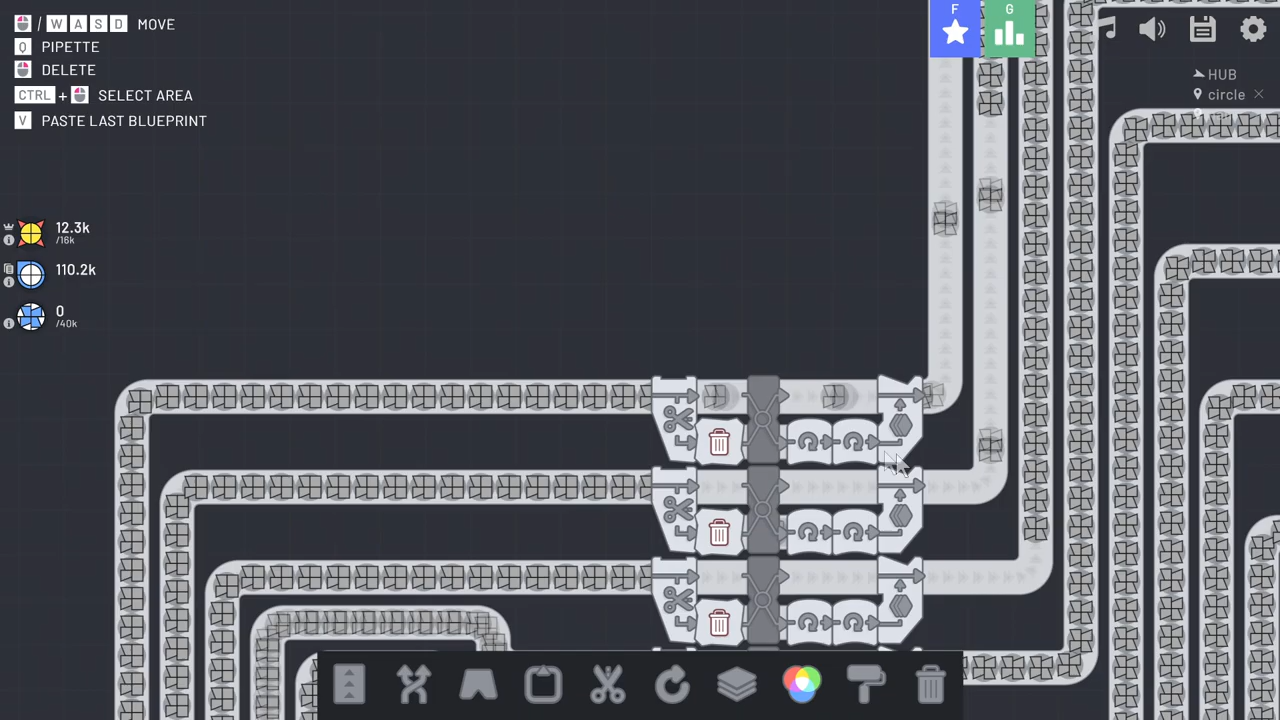 / W A S D MOVE
Q PIPETTE
DELETE
CTRL + SELECT AREA
V PASTE LAST BLUEPRINT
F
G
HUB
circle
12.3k
/16k
110.2k
0
/40k